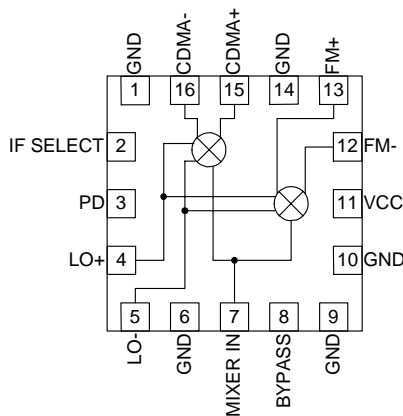 GND
CDMA-
CDMA+
GND
FM+
1
16
15
14
13
IF SELECT
2
12
FM-
PD
3
11
VCC
LO+
4
10
GND
5
6
7
8
9
LO-
GND
MIXER IN
BYPASS
GND